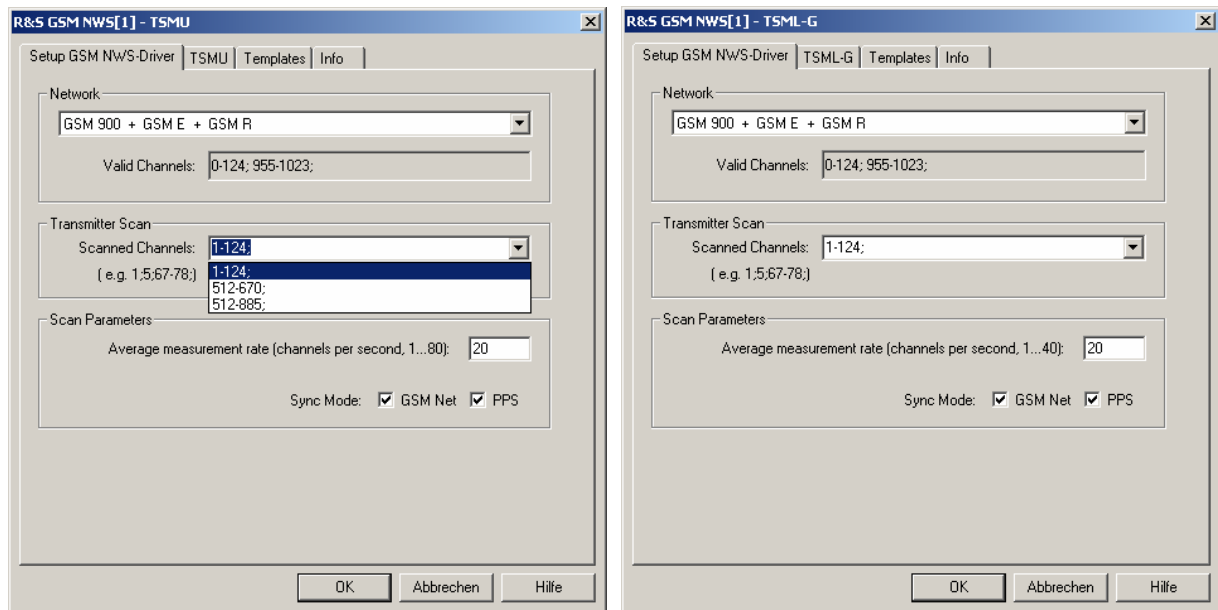 R&S GSM NWS[1] - TSMU
Setup GSM NWS-Driver TSMU Templates Info
Network
GSM 900 + GSM E + GSM R
Valid Channels: 0-124; 955-1023;
Transmitter Scan
Scanned Channels: 1-124;
( e.g. 1;5;67-78;)
1-124;
512-670;
512-885;
Scan Parameters
Average measurement rate (channels per second, 1...80): 20
Sync Mode: GSM Net PPS
OK Abbrechen Hilfe
R&S GSM NWS[1] - TSML-G
Setup GSM NWS-Driver TSML-G Templates Info
Network
GSM 900 + GSM E + GSM R
Valid Channels: 0-124; 955-1023;
Transmitter Scan
Scanned Channels: 1-124;
( e.g. 1;5;67-78;)
Scan Parameters
Average measurement rate (channels per second, 1...40): 20
Sync Mode: GSM Net PPS
OK Abbrechen Hilfe